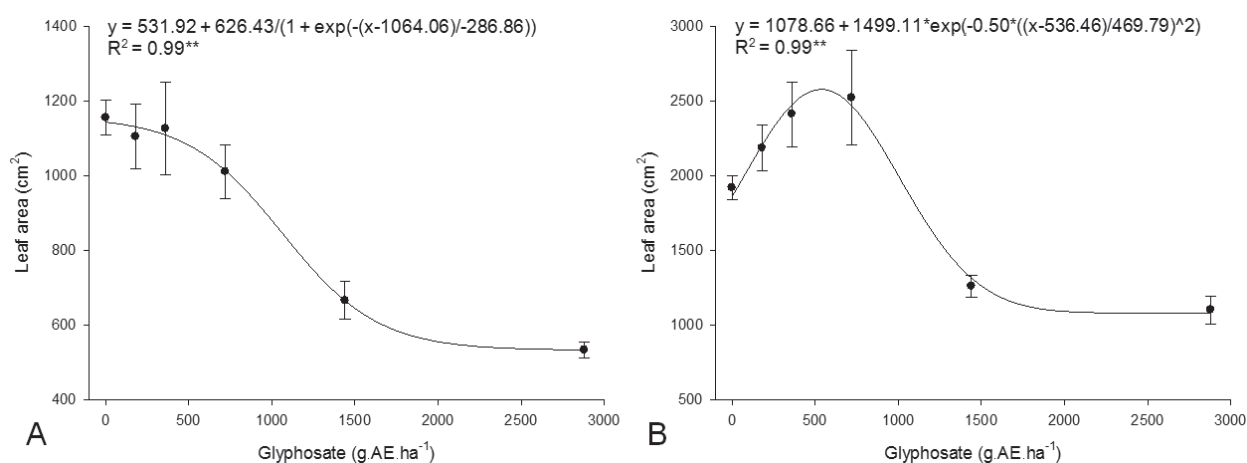 y = 531.92 + 626.43/(1 + exp(-(x-1064.06)/-286.86))
R² = 0.99**
1400
1200
1000
800
600
400
Leaf area (cm²)
0 500 1000 1500 2000 2500 3000
Glyphosate (g.AE.ha⁻¹)
A
y = 1078.66 + 1499.11*exp(-0.50*((x-536.46)/469.79)^2)
R² = 0.99**
3000
2500
2000
1500
1000
500
Leaf area (cm²)
0 500 1000 1500 2000 2500 3000
Glyphosate (g.AE.ha⁻¹)
B